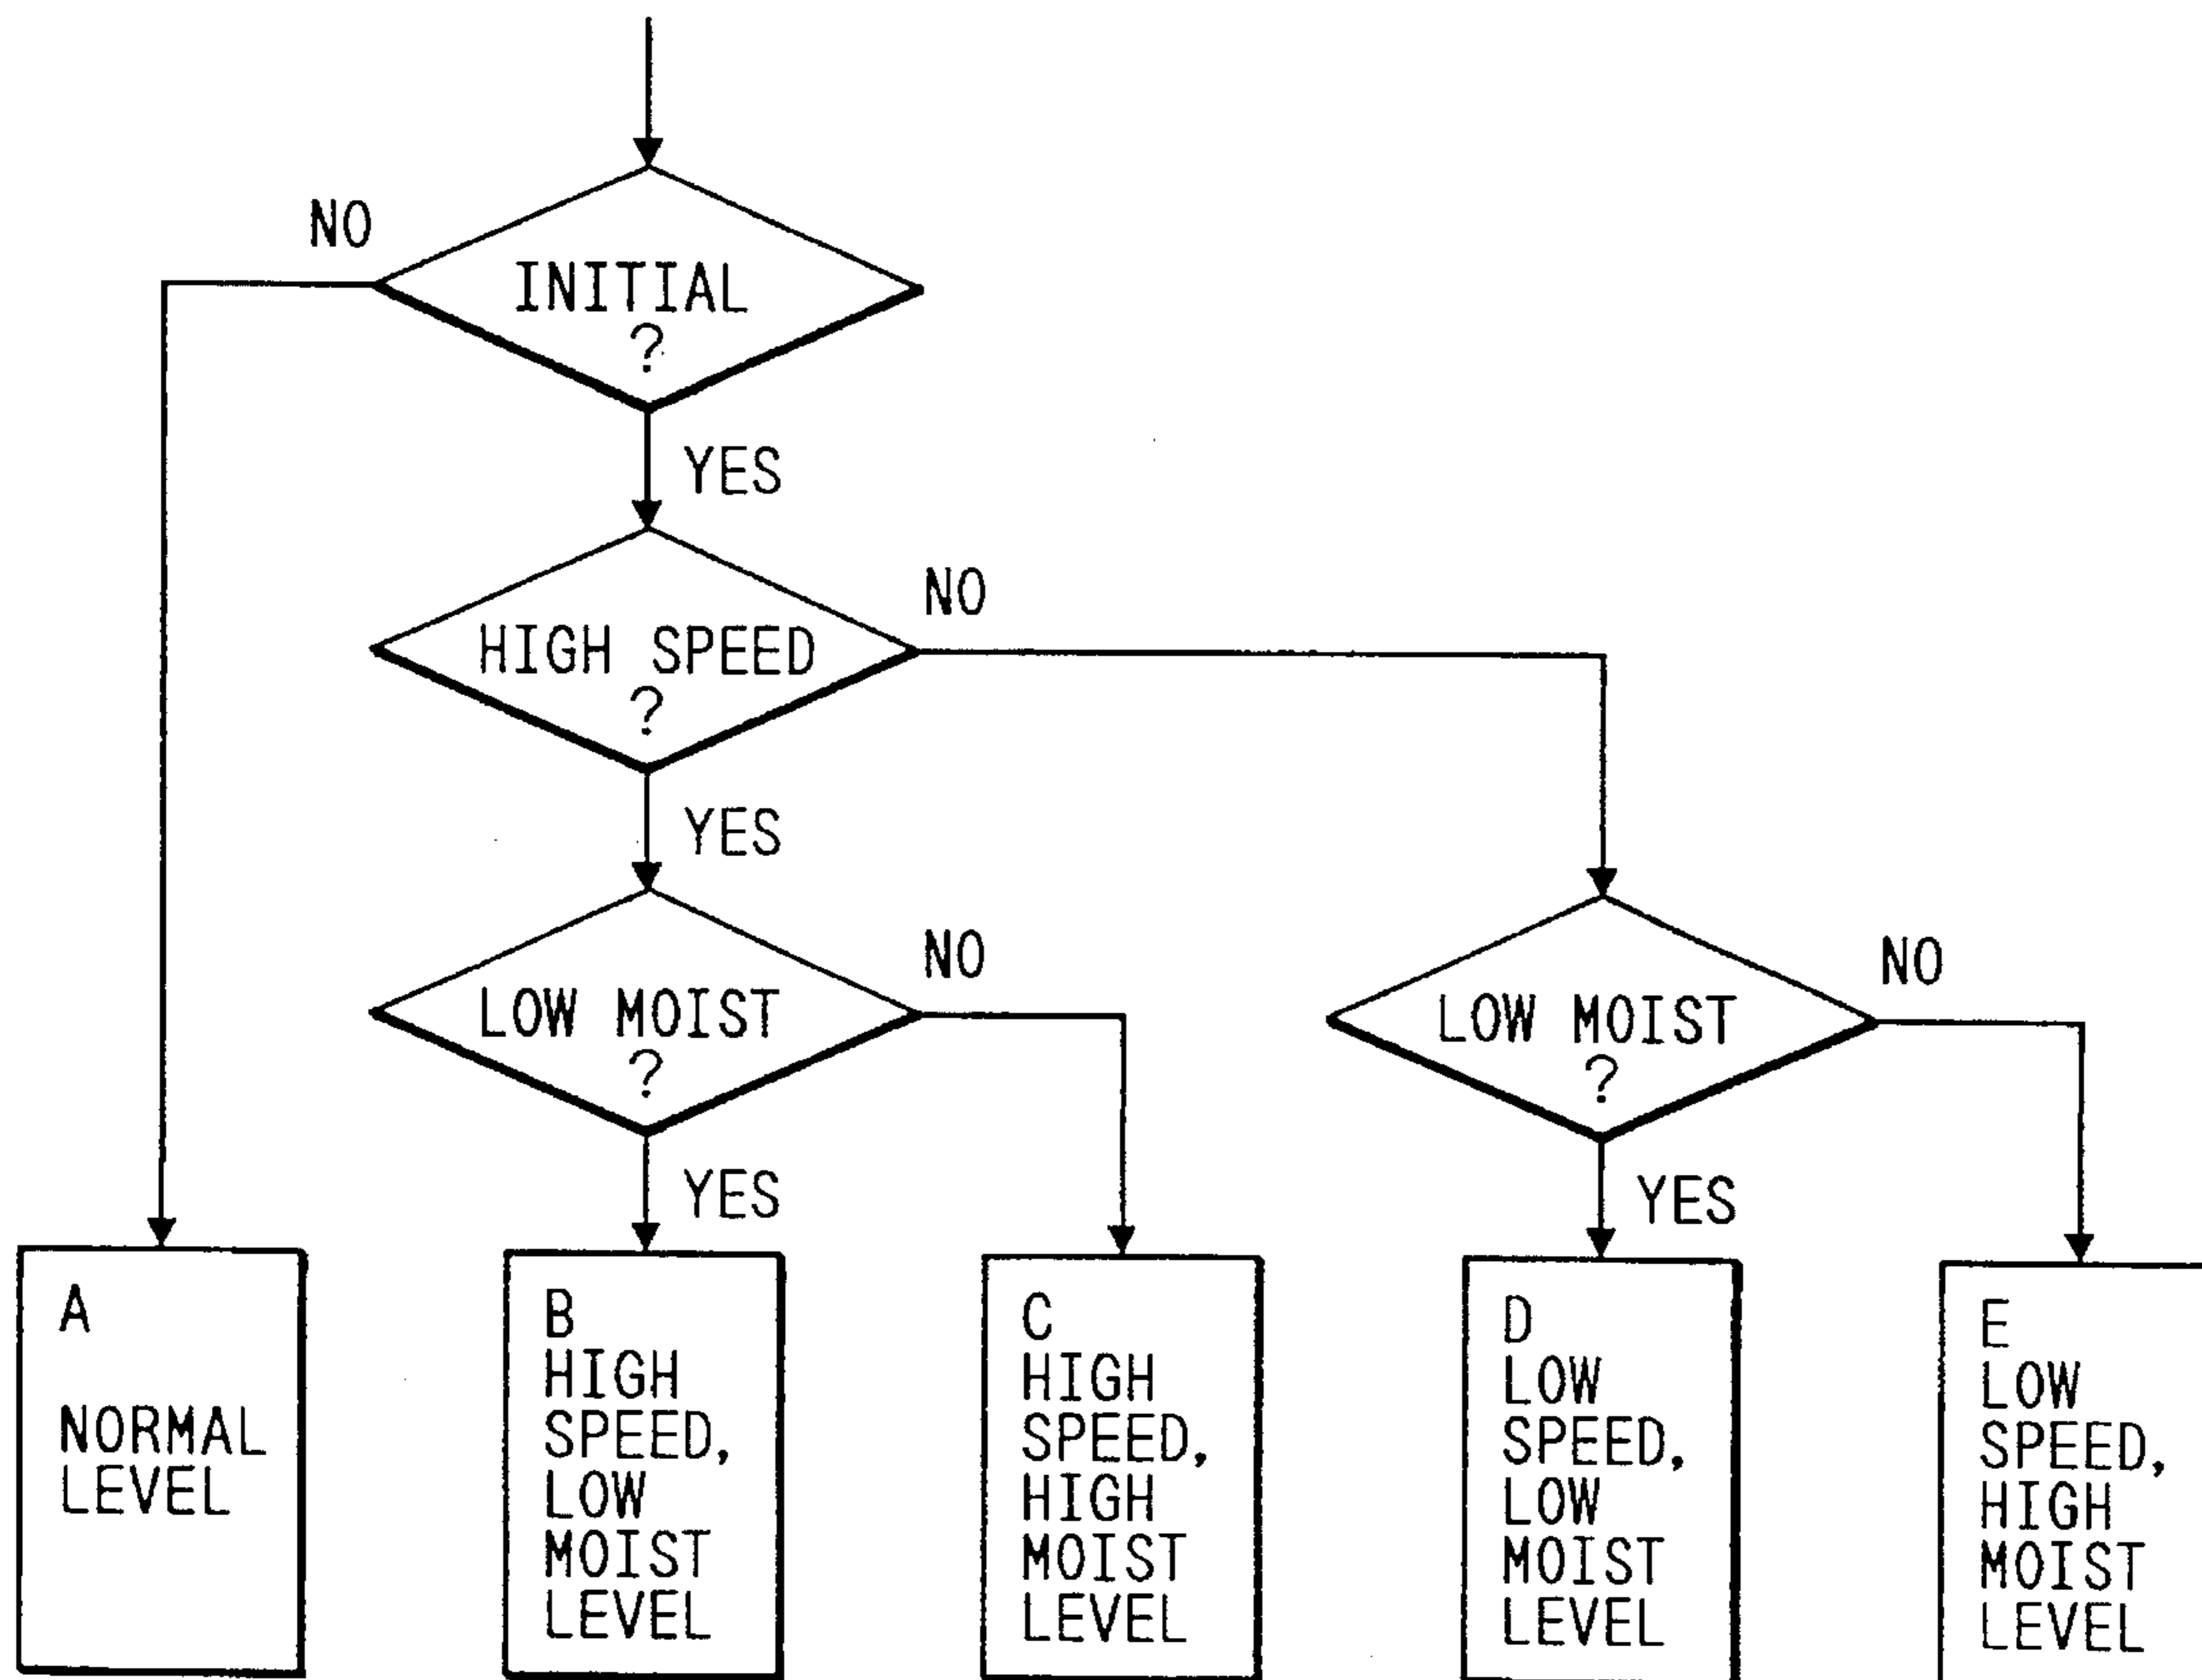 NO
INITIAL
?
YES
HIGH SPEED
?
NO
YES
LOW MOIST
?
NO
YES
LOW MOIST
?
NO
YES
A
NORMAL
LEVEL
B
HIGH
SPEED,
LOW
MOIST
LEVEL
C
HIGH
SPEED,
HIGH
MOIST
LEVEL
D
LOW
SPEED,
LOW
MOIST
LEVEL
E
LOW
SPEED,
HIGH
MOIST
LEVEL